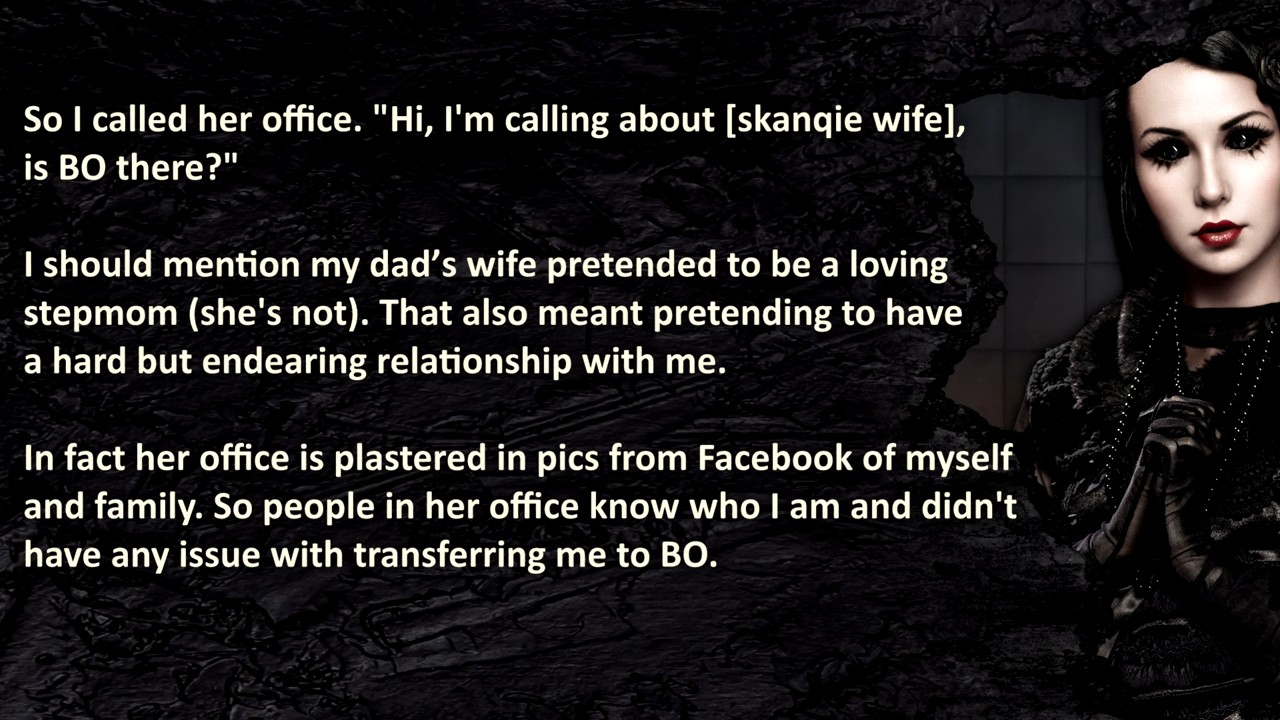 So I called her office. "Hi, I'm calling about [skanqie wife],
is BO there?"
I should mention my dad’s wife pretended to be a loving
stepmom (she's not). That also meant pretending to have
a hard but endearing relationship with me.
In fact her office is plastered in pics from Facebook of myself
and family. So people in her office know who I am and didn't
have any issue with transferring me to BO.